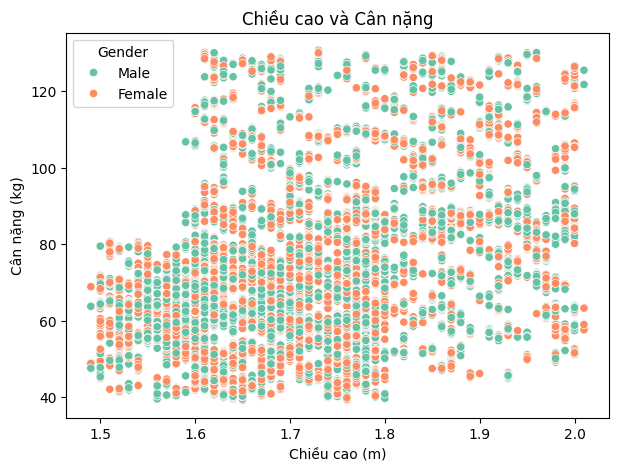 Chiều cao và Cân nặng
Gender
Male
Female
Cân nặng (kg)
120
100
80
60
40
1.5 1.6 1.7 1.8 1.9 2.0
Chiều cao (m)